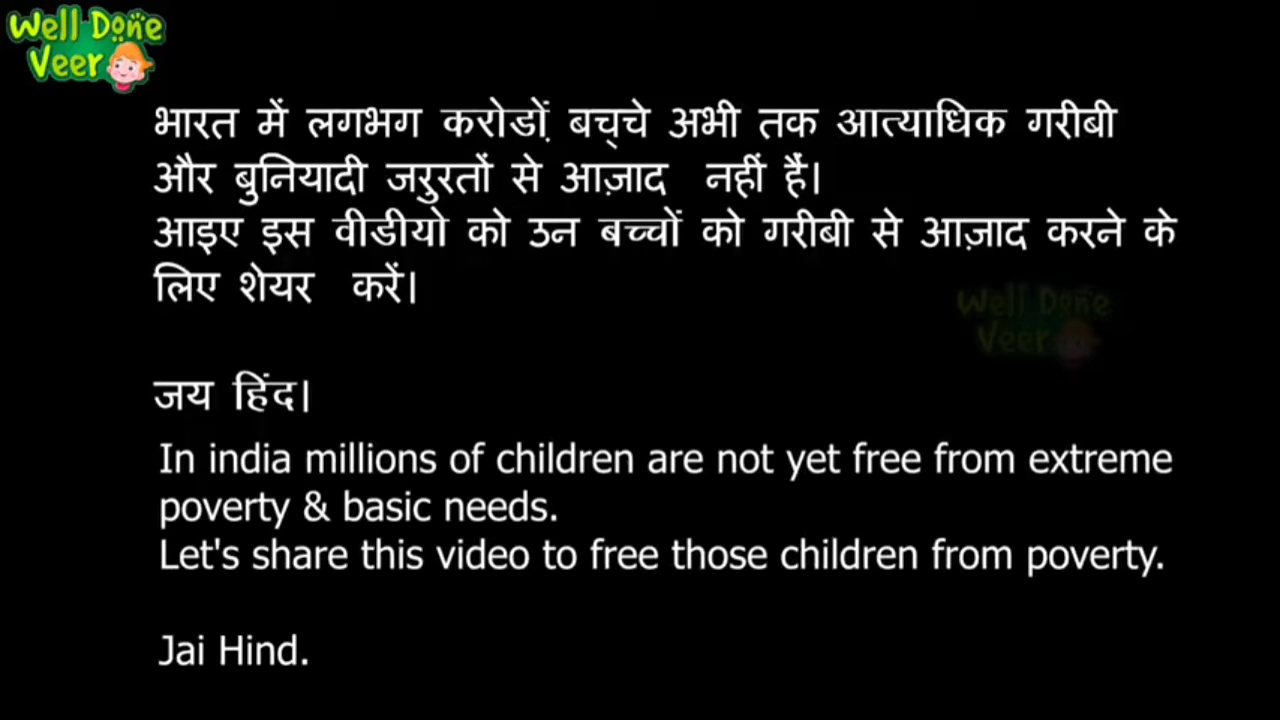 Well Done
Veer
भारत में लगभग करोडों़ बच्चे अभी तक आत्याधिक गरीबी
और बुनियादी जरुरतों से आज़ाद नहीं हैं।
आइए इस वीडीयो को उन बच्चों को गरीबी से आज़ाद करने के
लिए शेयर करें।
Well Done
Veer
जय हिंद।
In india millions of children are not yet free from extreme
poverty & basic needs.
Let's share this video to free those children from poverty.
Jai Hind.